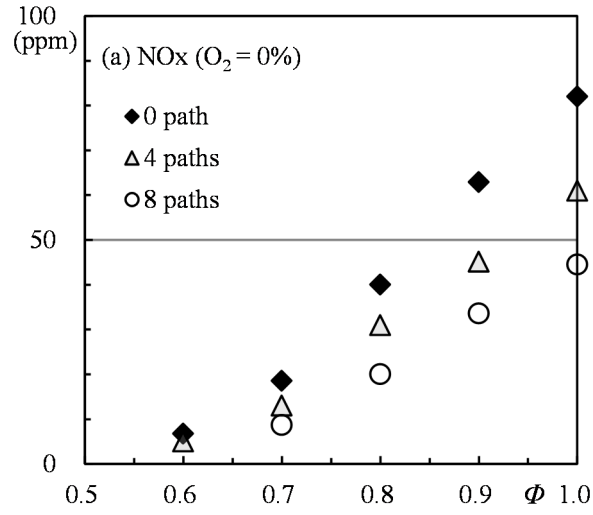 100
(ppm)
(a) NOx (O₂ = 0%)
0 path
4 paths
8 paths
50
0
0.5 0.6 0.7 0.8 0.9 Φ 1.0